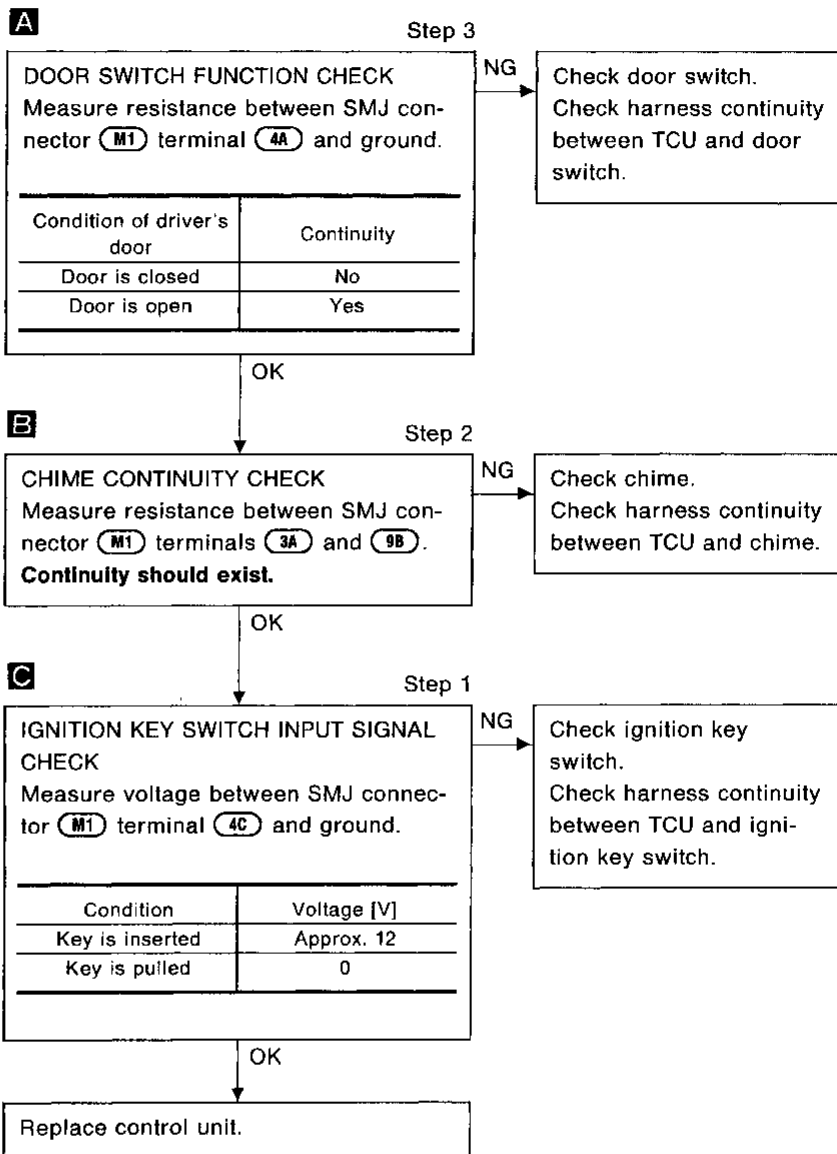 A
Step 3
DOOR SWITCH FUNCTION CHECK
Measure resistance between SMJ con-
nector M1 terminal 4A and ground.
Condition of driver's door
Continuity
Door is closed No
Door is open Yes
NG
Check door switch.
Check harness continuity
between TCU and door
switch.
OK
B
Step 2
CHIME CONTINUITY CHECK
Measure resistance between SMJ con-
nector M1 terminals 3A and 9B.
Continuity should exist.
NG
Check chime.
Check harness continuity
between TCU and chime.
OK
C
Step 1
IGNITION KEY SWITCH INPUT SIGNAL
CHECK
Measure voltage between SMJ connec-
tor M1 terminal 4C and ground.
Condition Voltage [V]
Key is inserted Approx. 12
Key is pulled 0
NG
Check ignition key
switch.
Check harness continuity
between TCU and igni-
tion key switch.
OK
Replace control unit.